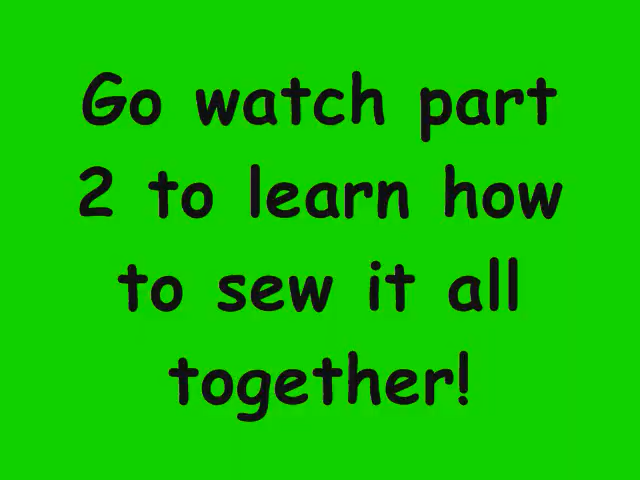 Go watch part
2 to learn how
to sew it all
together!